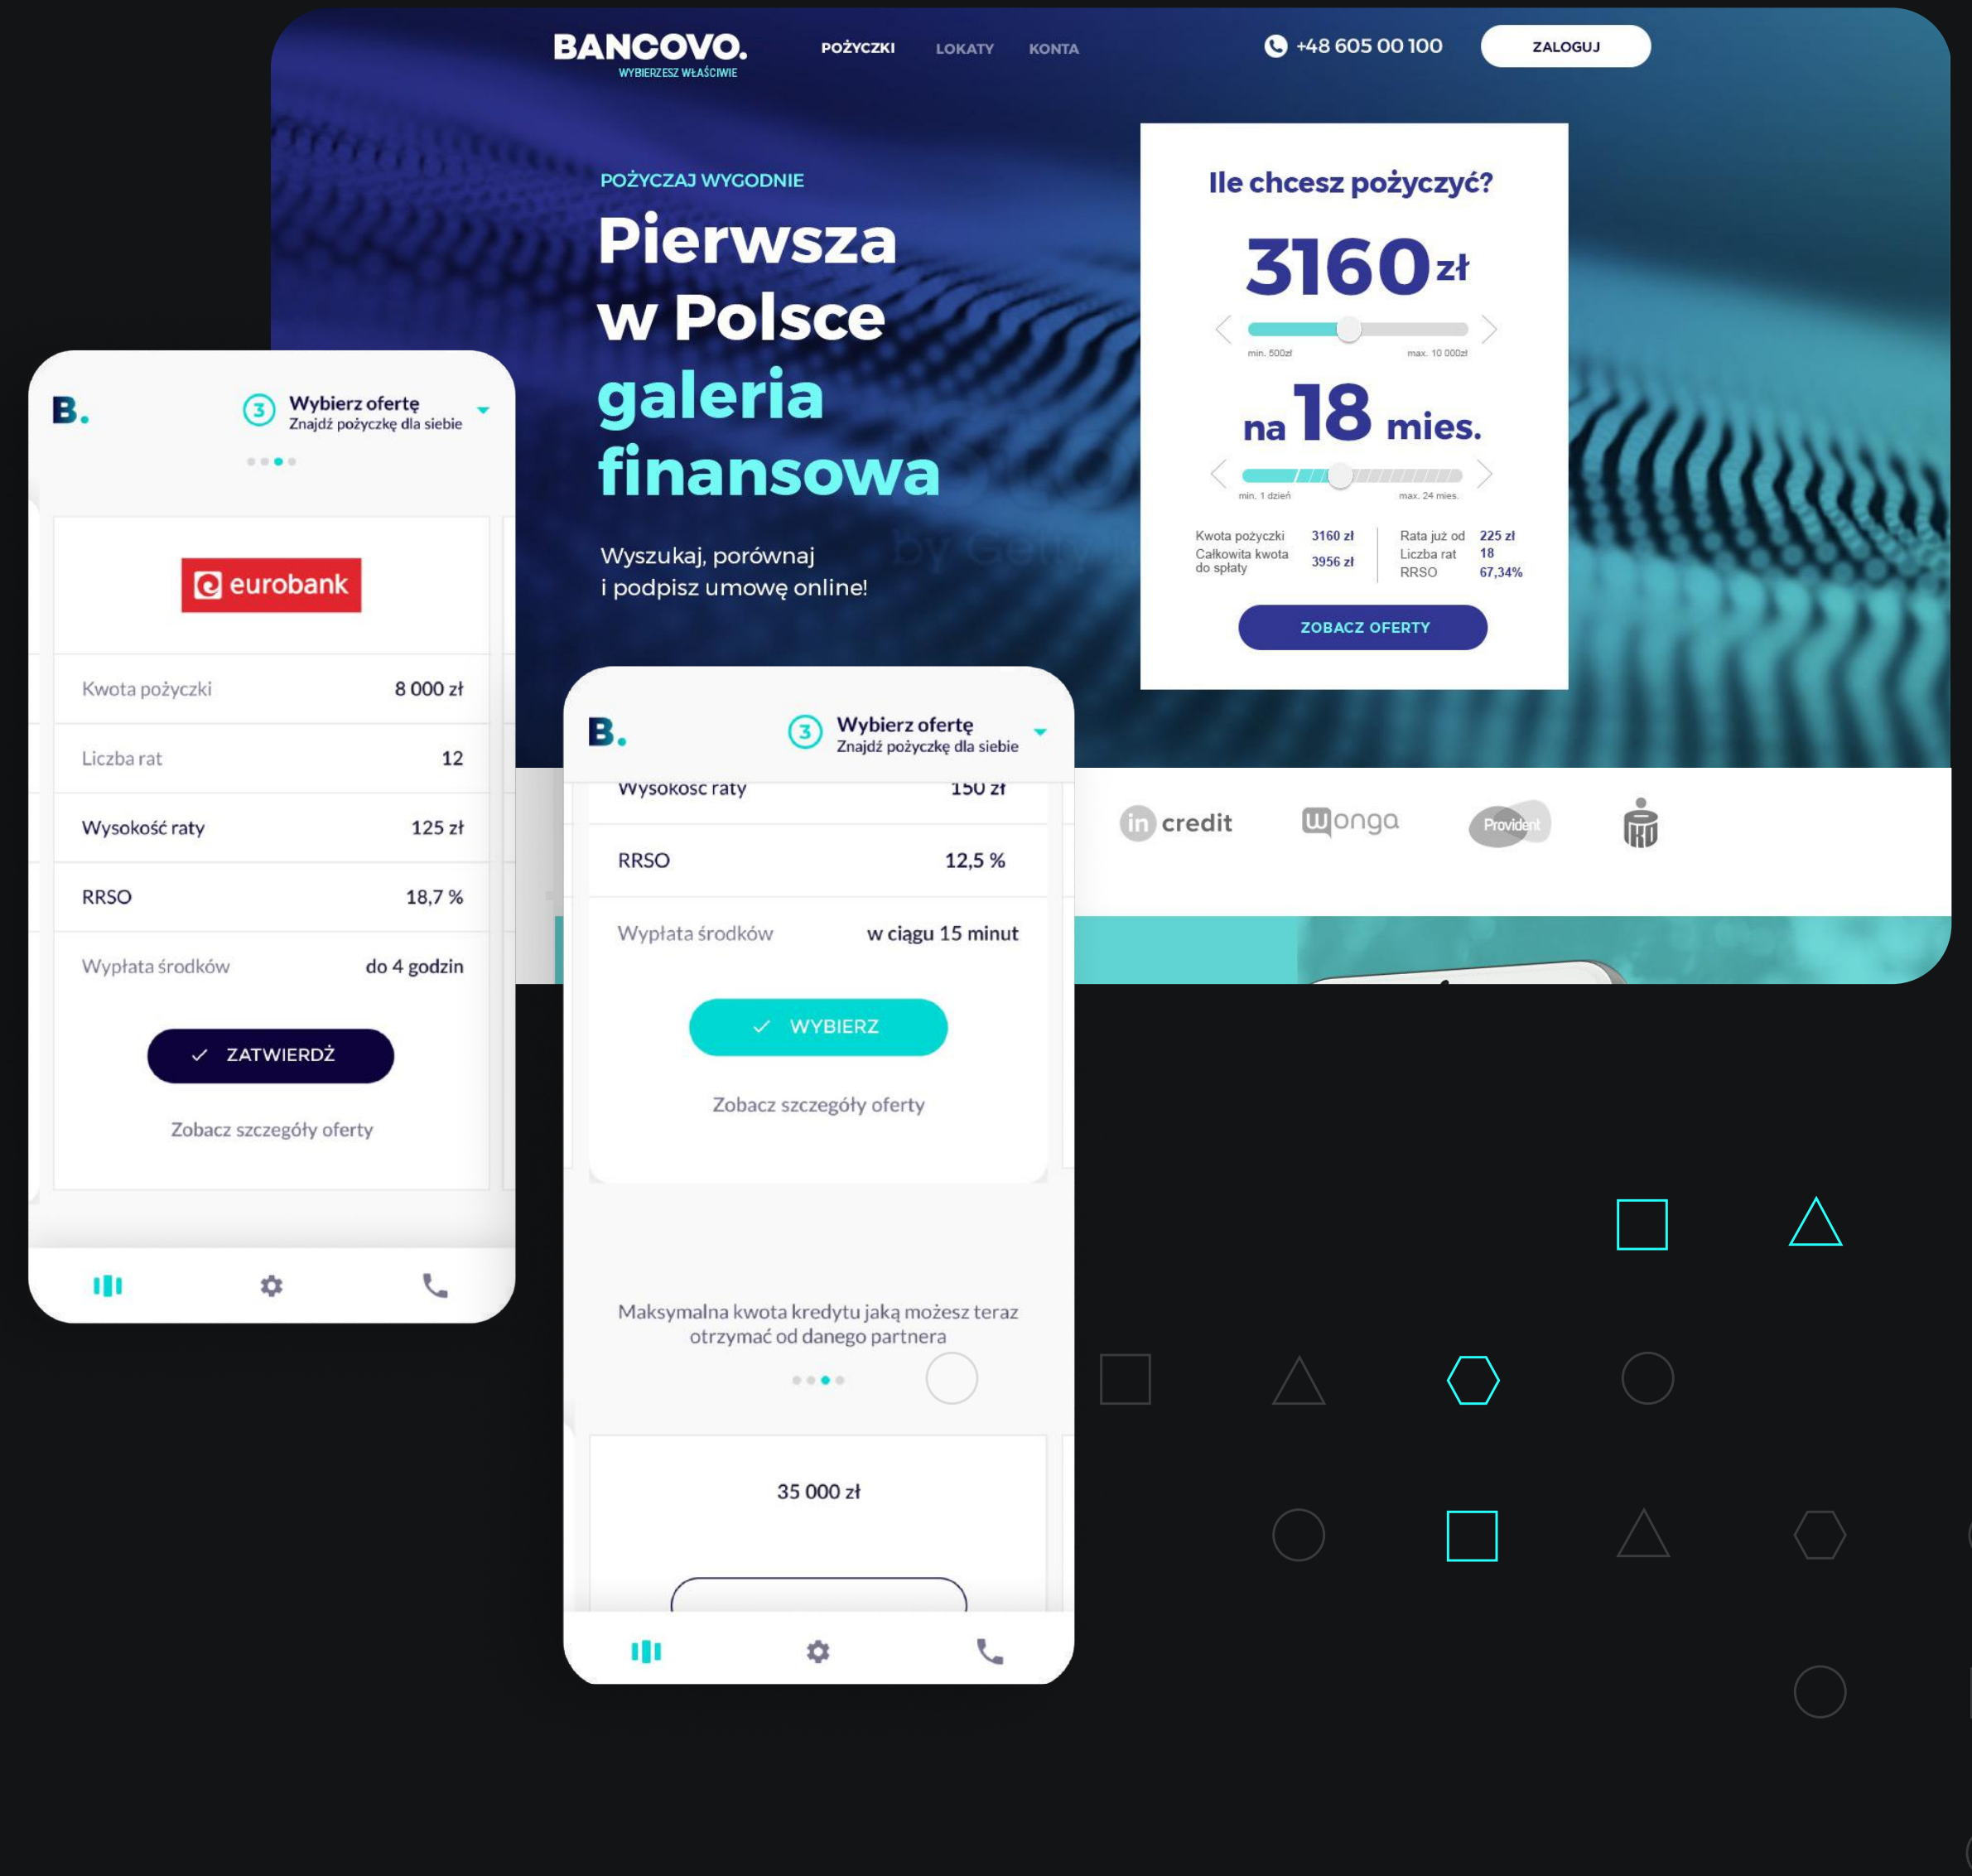 BANCOVO.
WYBIERZESZ WŁAŚCIWIE
POŻYCZKI
LOKATY
KONTA
+48 605 00 100
ZALOGUJ
POŻYCZAJ WYGODNIE
Pierwsza
w Polsce
galeria
finansowa
Wyszukaj, porównaj
i podpisz umowę online!
by Getty
Ile chcesz pożyczyć?
3160 zł
min. 500zł
max. 10 000zł
na 18 mies.
min. 1 dzień
max. 24 mies.
Kwota pożyczki 3160 zł
Całkowita kwota
do spłaty 3956 zł
Rata już od 225 zł
Liczba rat 18
RRSO 67,34%
ZOBACZ OFERTY
in credit
wonga
Provident
PKO
B.
3
Wybierz ofertę
Znajdź pożyczkę dla siebie
eurobank
Kwota pożyczki 8 000 zł
Liczba rat 12
Wysokość raty 125 zł
RRSO 18,7 %
Wypłata środków do 4 godzin
ZATWIERDŻ
Zobacz szczegóły oferty
B.
3
Wybierz ofertę
Znajdź pożyczkę dla siebie
Wysokość raty 150 zł
RRSO 12,5 %
Wypłata środków w ciągu 15 minut
WYBIERZ
Zobacz szczegóły oferty
Maksymalna kwota kredytu jaką możesz teraz
otrzymać od danego partnera
35 000 zł